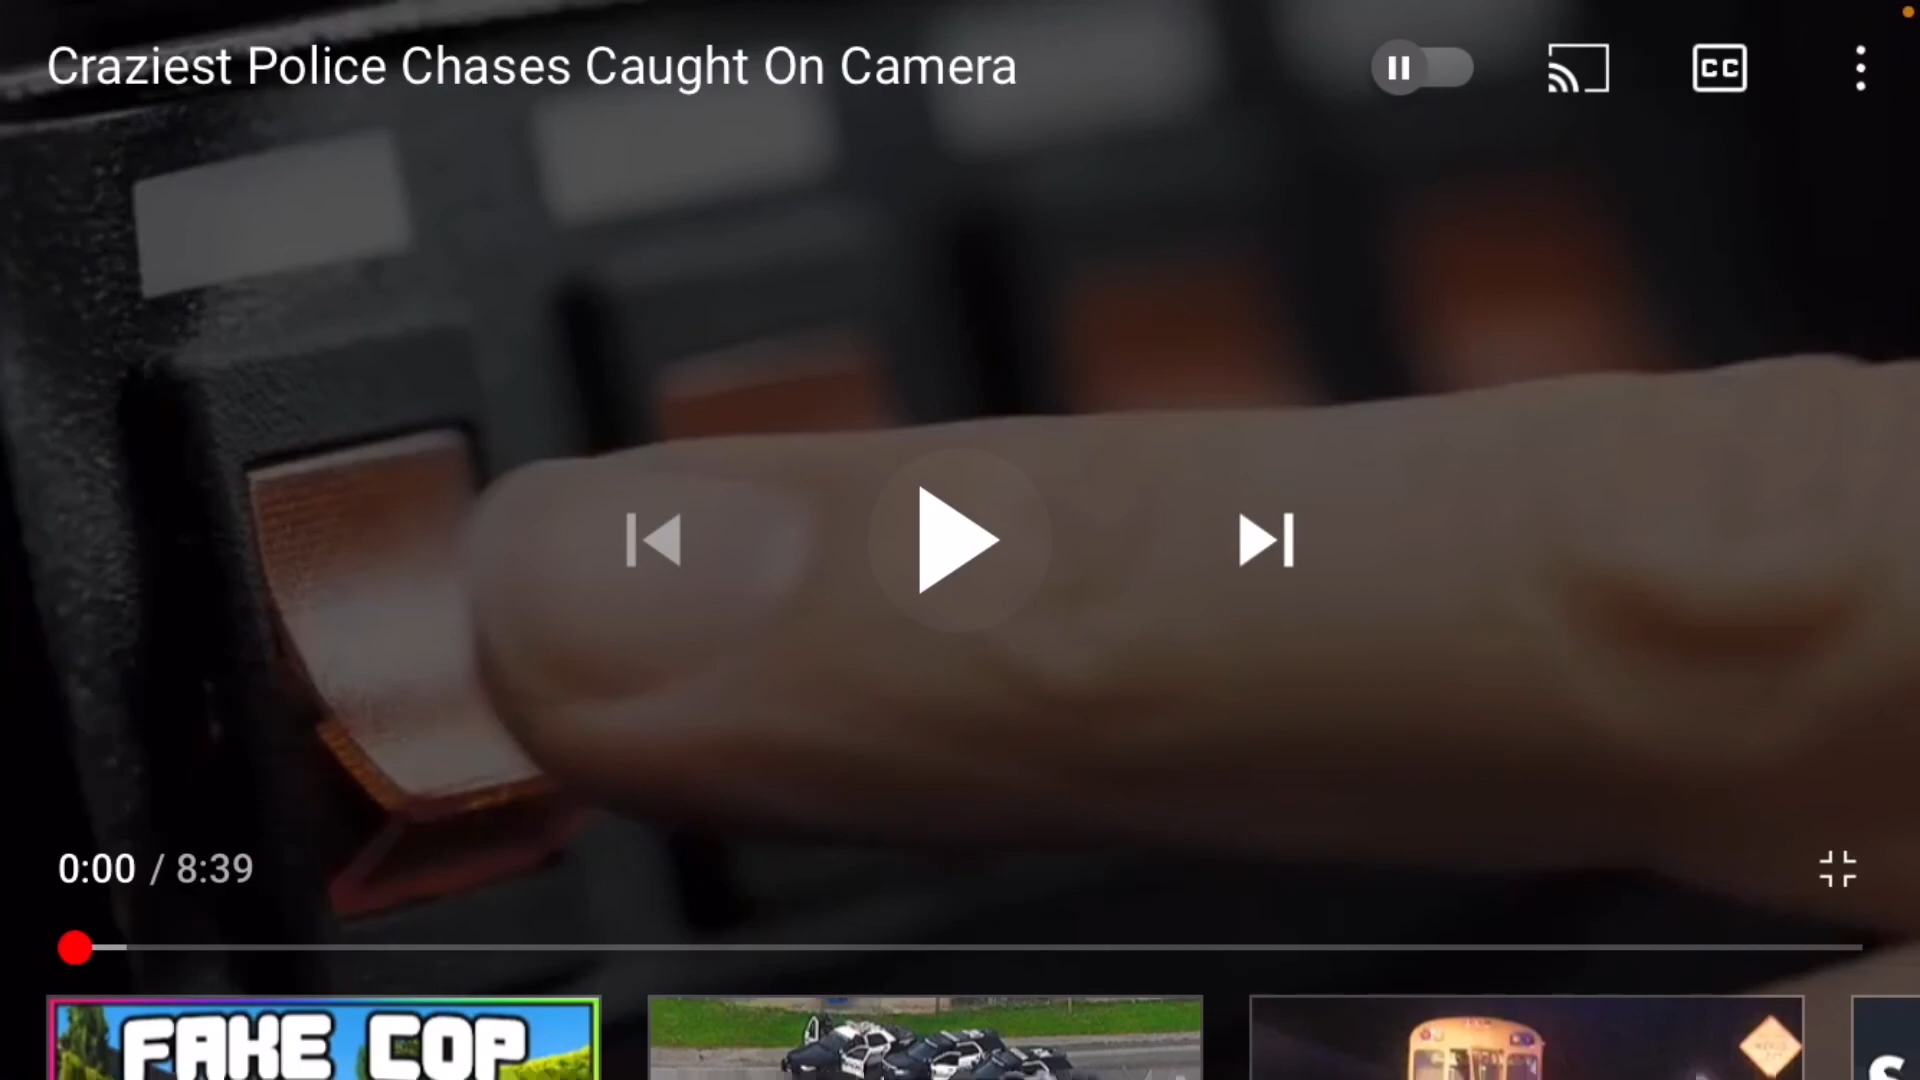 Craziest Police Chases Caught On Camera
CC
0:00 / 8:39
FAKE COP
S